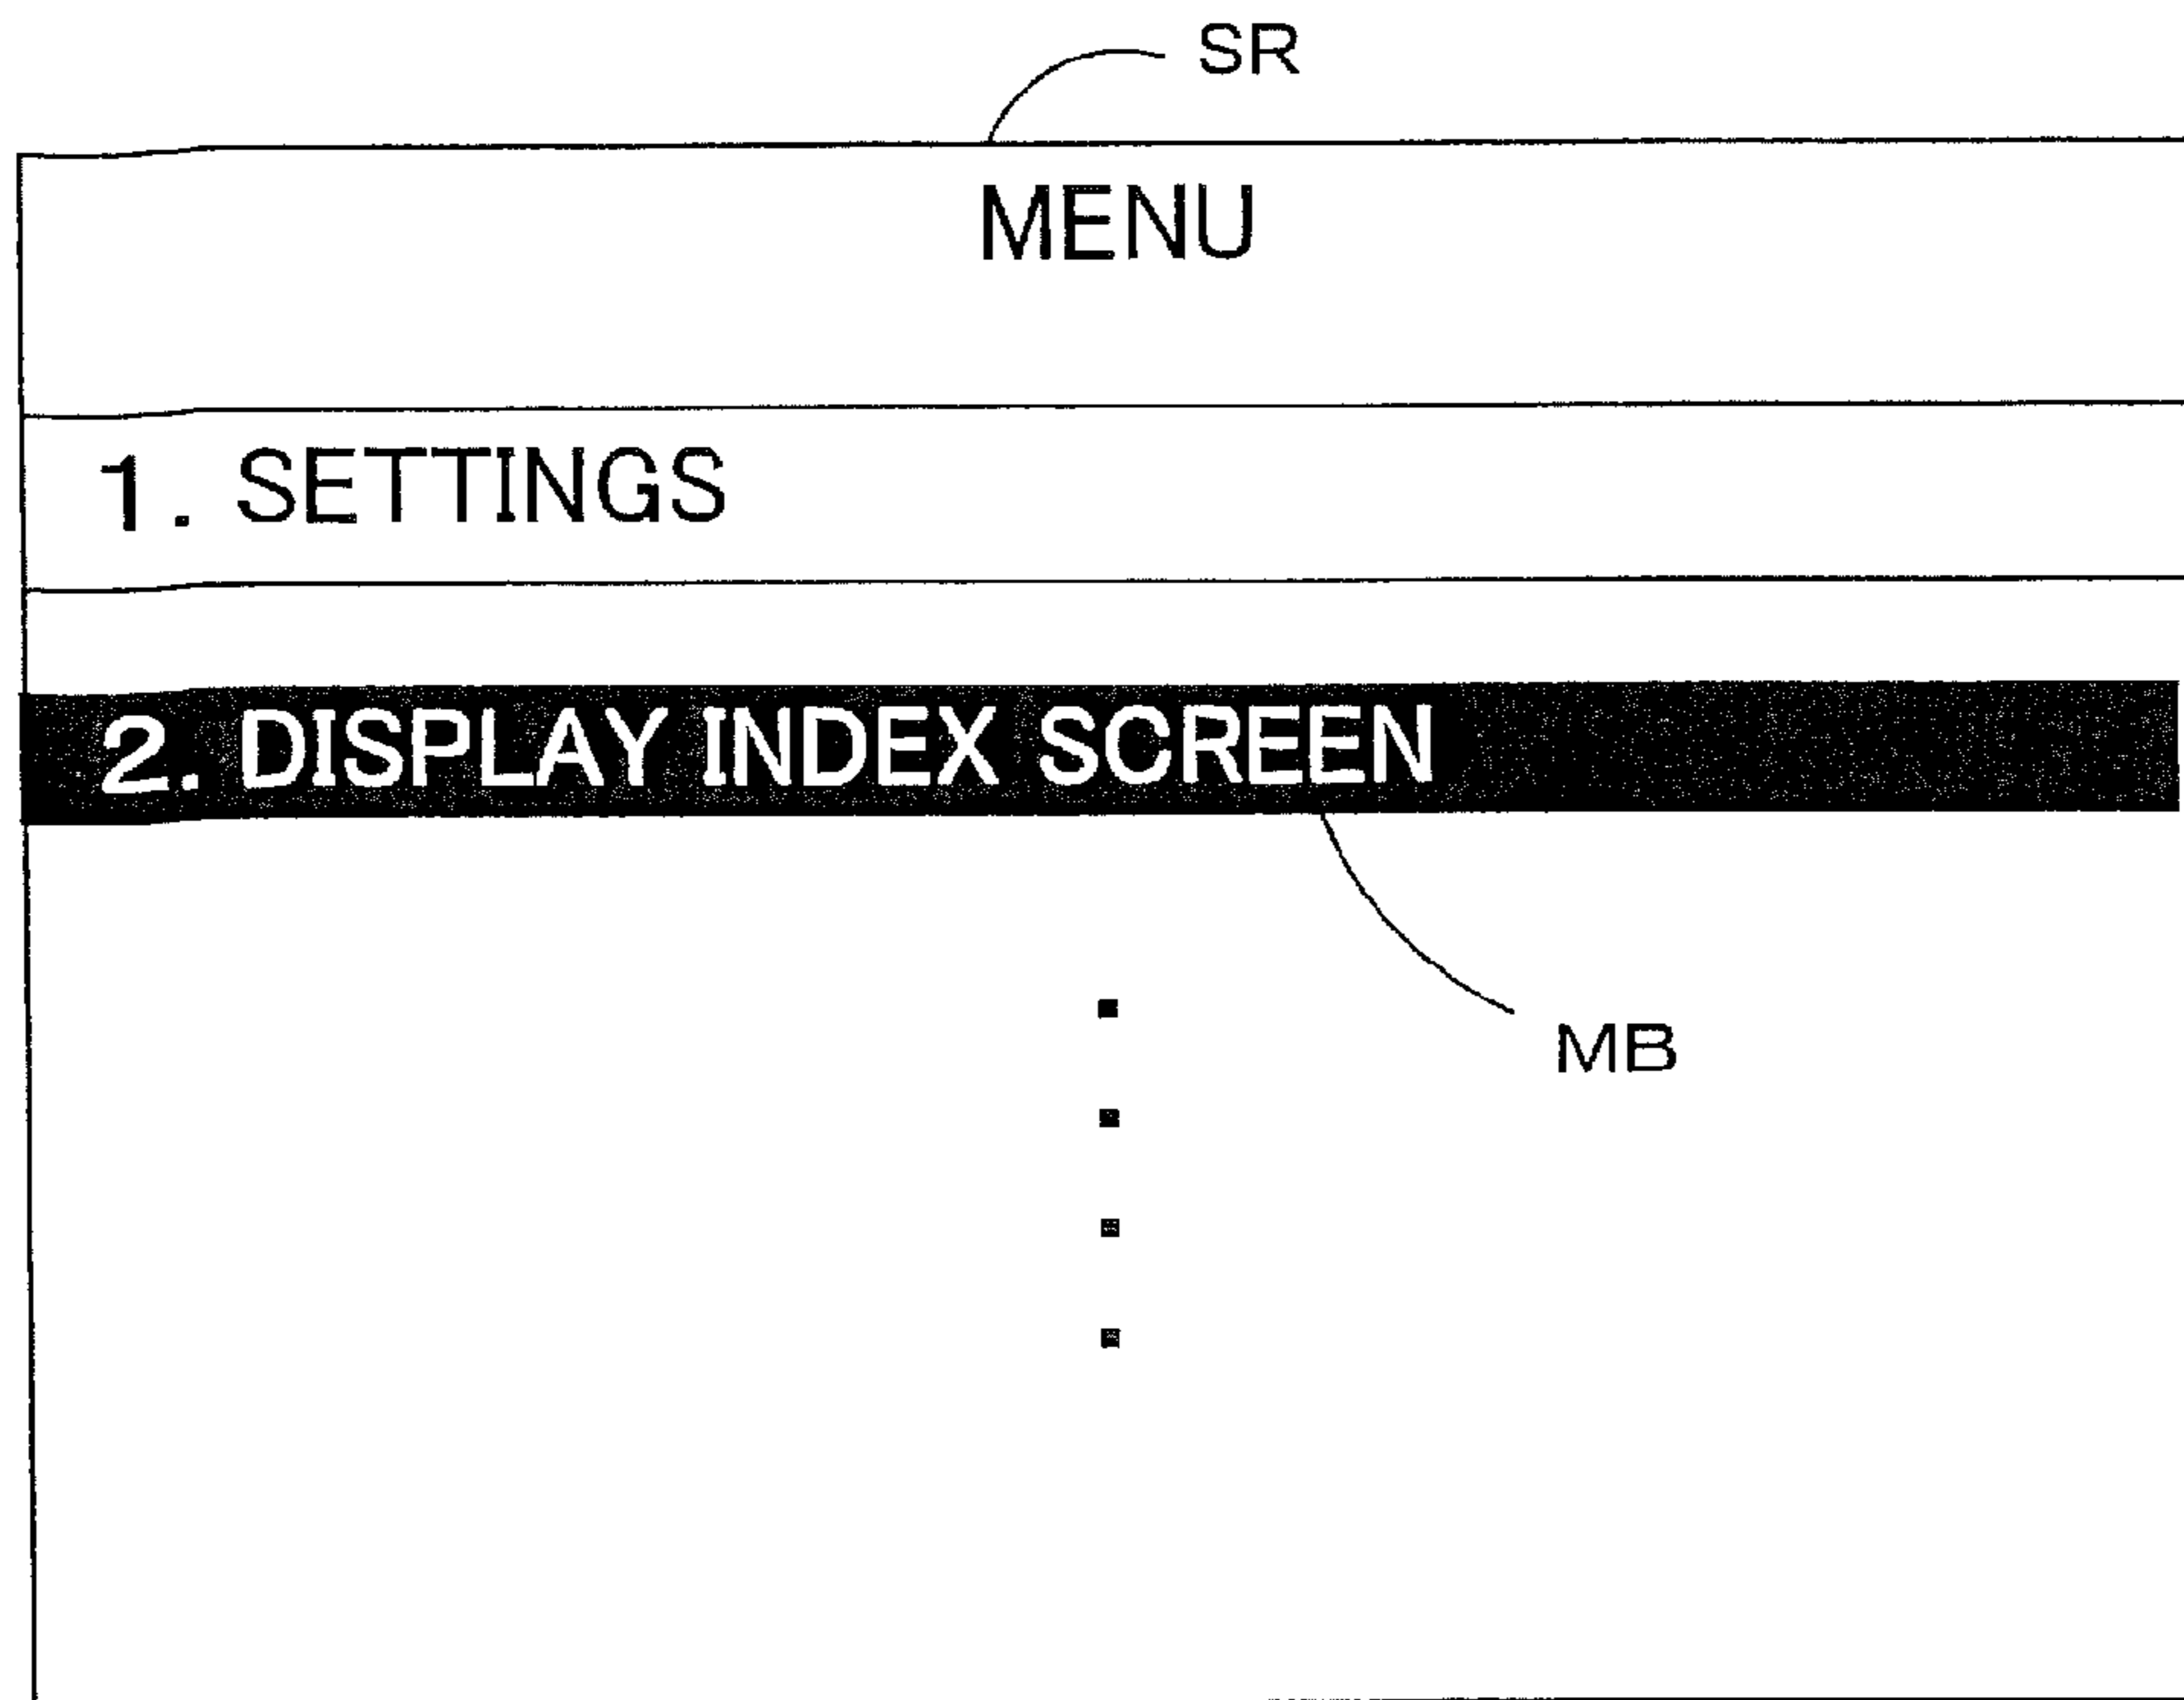 SR
MENU
1. SETTINGS
2. DISPLAY INDEX SCREEN
MB